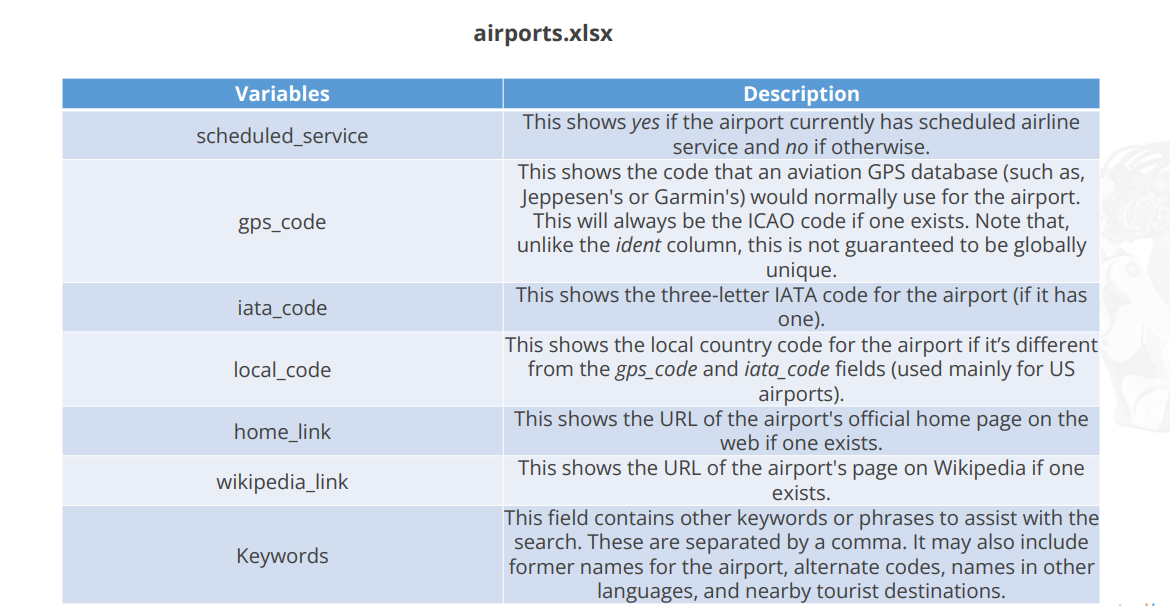 airports.xlsx
Variables
Description
scheduled_service
This shows yes if the airport currently has scheduled airline
service and no if otherwise.
gps_code
This shows the code that an aviation GPS database (such as,
Jeppesen's or Garmin's) would normally use for the airport.
This will always be the ICAO code if one exists. Note that,
unlike the ident column, this is not guaranteed to be globally
unique.
iata_code
This shows the three-letter IATA code for the airport (if it has
one).
local_code
This shows the local country code for the airport if it’s different
from the gps_code and iata_code fields (used mainly for US
airports).
home_link
This shows the URL of the airport's official home page on the
web if one exists.
wikipedia_link
This shows the URL of the airport's page on Wikipedia if one
exists.
Keywords
This field contains other keywords or phrases to assist with the
search. These are separated by a comma. It may also include
former names for the airport, alternate codes, names in other
languages, and nearby tourist destinations.